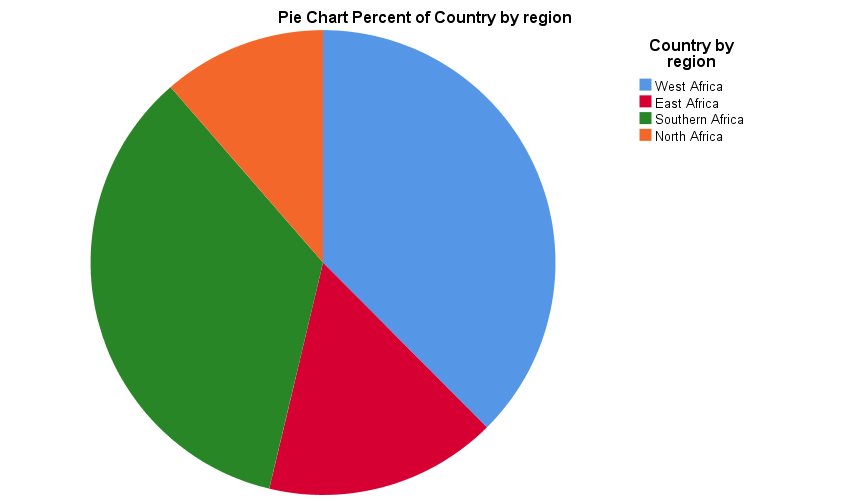 Pie Chart Percent of Country by region
Country by
region
West Africa
East Africa
Southern Africa
North Africa